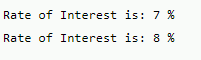 Rate of Interest is: 7 %
Rate of Interest is: 8 %